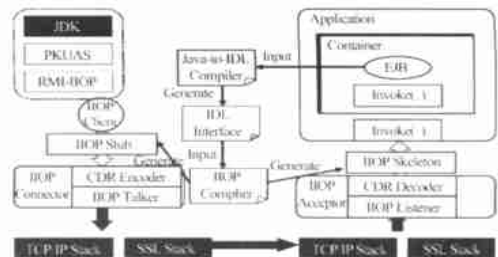 JDK
PKUAS
RMI-IIOP
IIOP
Client
IIOP Stub
IIOP
Connector
CDR Encoder
IIOP Talker
TCP/IP Stack
SSL Stack
Java-to-IDL
Compiler
Input
Generate
IDL
Interface
Input
Generate
IIOP
Compiler
Generate
Application
Container
EJB
Invoke( )
Invoke( )
IIOP Skeleton
IIOP
Acceptor
CDR Decoder
IIOP Listener
TCP/IP Stack
SSL Stack